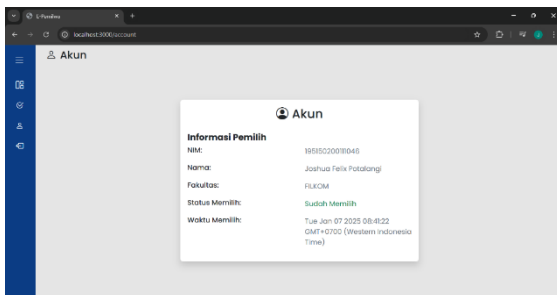 E-Pemilwa
localhost:3000/account
Akun
Akun
Informasi Pemilih
NIM: 195150200111046
Nama: Joshua Felix Potalangi
Fakultas: FILKOM
Status Memilih: Sudah Memilih
Waktu Memilih: Tue Jan 07 2025 08:41:22
GMT+0700 (Western Indonesia
Time)